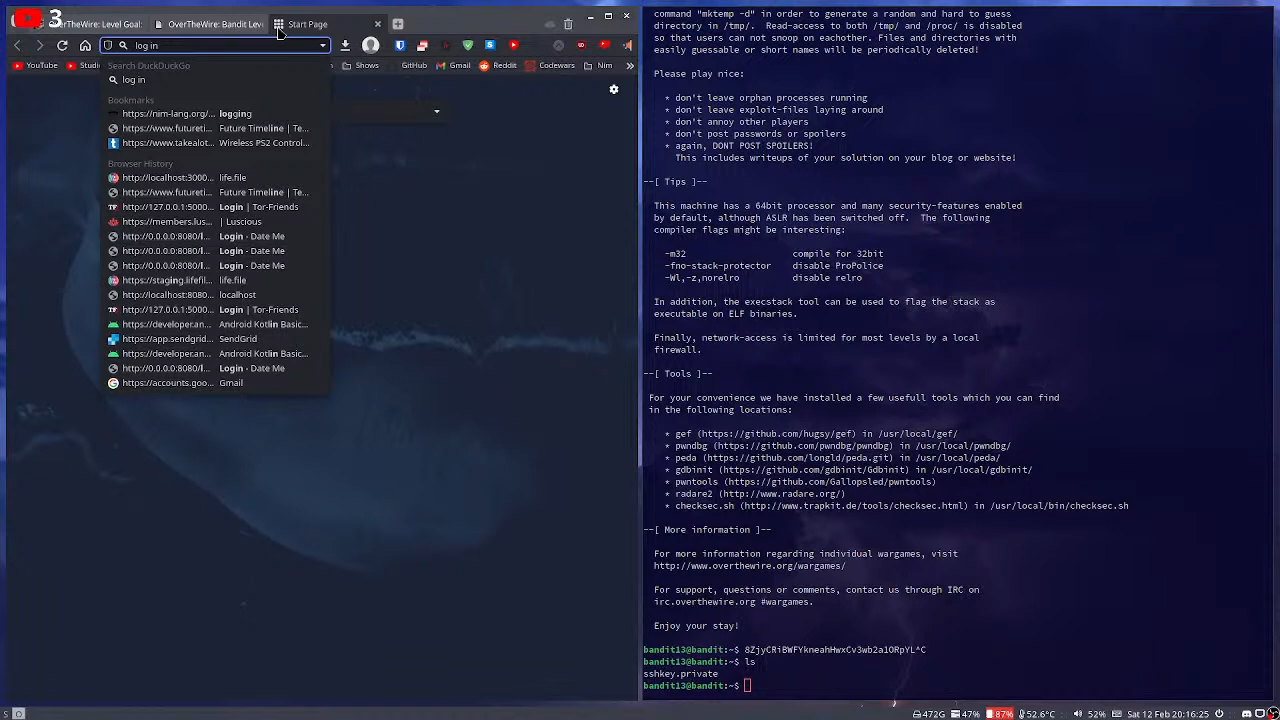 3
OverTheWire: Level Goal:
OverTheWire: Bandit Lev
Start Page
log in
YouTube
Studi
Shows
GitHub
Gmail
Reddit
Codewars
Nim
»
Search DuckDuckGo
log in
Bookmarks
https://nim-lang.org/... logging
https://www.futureti... Future Timeline | Te...
https://www.takealot... Wireless PS2 Control...
Browser History
http://localhost:3000... life.file
https://www.futureti... Future Timeline | Te...
http://127.0.0.1:5000... Login | Tor-Friends
https://members.lus... | Luscious
http://0.0.0.0:8080/l... Login - Date Me
http://0.0.0.0:8080/l... Login - Date Me
http://0.0.0.0:8080/l... Login - Date Me
https://staging.lifefil... life.file
http://localhost:8080... localhost
http://127.0.0.1:5000... Login | Tor-Friends
https://developer.an... Android Kotlin Basic...
https://app.sendgrid... SendGrid
https://developer.an... Android Kotlin Basic...
http://0.0.0.0:8080/l... Login - Date Me
https://accounts.goo... Gmail
command "mktemp -d" in order to generate a random and hard to guess
directory in /tmp/. Read-access to both /tmp/ and /proc/ is disabled
so that users can not snoop on eachother. Files and directories with
easily guessable or short names will be periodically deleted!
Please play nice:
* don't leave orphan processes running
* don't leave exploit-files laying around
* don't annoy other players
* don't post passwords or spoilers
* again, DONT POST SPOILERS!
This includes writeups of your solution on your blog or website!
--[ Tips ]--
This machine has a 64bit processor and many security-features enabled
by default, although ASLR has been switched off. The following
compiler flags might be interesting:
-m32 compile for 32bit
-fno-stack-protector disable ProPolice
-Wl,-z,norelro disable relro
In addition, the execstack tool can be used to flag the stack as
executable on ELF binaries.
Finally, network-access is limited for most levels by a local
firewall.
--[ Tools ]--
For your convenience we have installed a few usefull tools which you can find
in the following locations:
* gef (https://github.com/hugsy/gef) in /usr/local/gef/
* pwndbg (https://github.com/pwndbg/pwndbg) in /usr/local/pwndbg/
* peda (https://github.com/longld/peda.git) in /usr/local/peda/
* gdbinit (https://github.com/gdbinit/Gdbinit) in /usr/local/gdbinit/
* pwntools (https://github.com/Gallopsled/pwntools)
* radare2 (http://www.radare.org/)
* checksec.sh (http://www.trapkit.de/tools/checksec.html) in /usr/local/bin/checksec.sh
--[ More information ]--
For more information regarding individual wargames, visit
http://www.overthewire.org/wargames/
For support, questions or comments, contact us through IRC on
irc.overthewire.org #wargames.
Enjoy your stay!
bandit13@bandit:~$ 8ZjyCRiBWFYkneahHwxCv3wb2a1ORpYL^C
bandit13@bandit:~$ ls
sshkey.private
bandit13@bandit:~$
S
472G 47% 87% 52.6°C 52% Sat 12 Feb 20:16:25